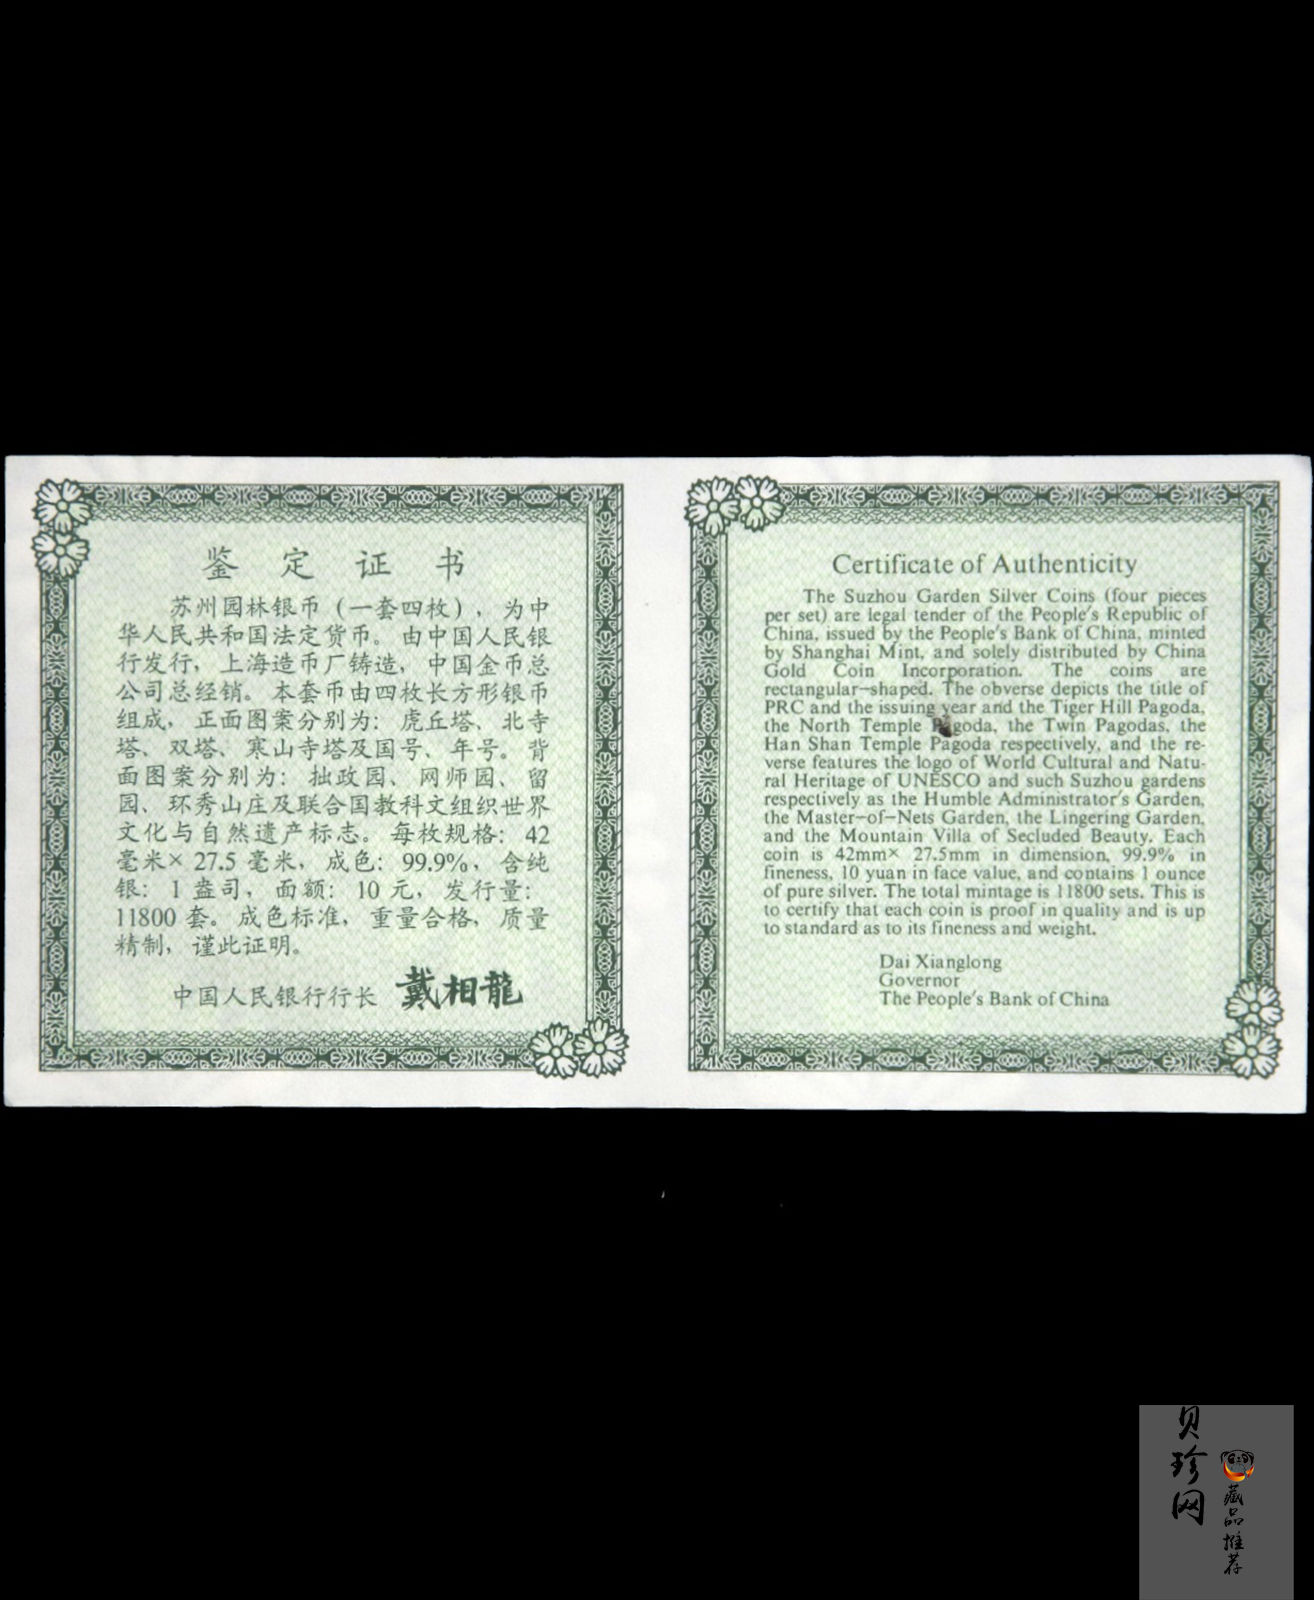 鉴定证书
苏州园林银币（一套四枚），为中
华人民共和国法定货币。由中国人民银
行发行，上海造币厂铸造，中国金币总
公司总经销。本套币由四枚长方形银币
组成，正面图案分别为：虎丘塔、北寺
塔、双塔、寒山寺塔及国号、年号。背
面图案分别为：拙政园、网师园、留
园、环秀山庄及联合国教科文组织世界
文化与自然遗产标志。每枚规格：42
毫米×27.5毫米，成色：99.9%，含纯
银：1盎司，面额：10元，发行量：
11800套。成色标准，重量合格，质量
精制，谨此证明。
中国人民银行行长 戴相龍
Certificate of Authenticity
The Suzhou Garden Silver Coins (four pieces
per set) are legal tender of the People's Republic of
China, issued by the People's Bank of China, minted
by Shanghai Mint, and solely distributed by China
Gold Coin Incorporation. The coins are
rectangular-shaped. The obverse depicts the title of
PRC and the issuing year and the Tiger Hill Pagoda,
the North Temple Pagoda, the Twin Pagodas, the
Han Shan Temple Pagoda respectively, and the re-
verse features the logo of World Cultural and Natu-
ral Heritage of UNESCO and such Suzhou gardens
respectively as the Humble Administrator's Garden,
the Master-of-Nets Garden, the Lingering Garden,
and the Mountain Villa of Secluded Beauty. Each
coin is 42mm× 27.5mm in dimension, 99.9% in
fineness, 10 yuan in face value, and contains 1 ounce
of pure silver. The total mintage is 11800 sets. This is
to certify that each coin is proof in quality and is up
to standard as to its fineness and weight.
Dai Xianglong
Governor
The People's Bank of China
贝珍网
藏品推荐